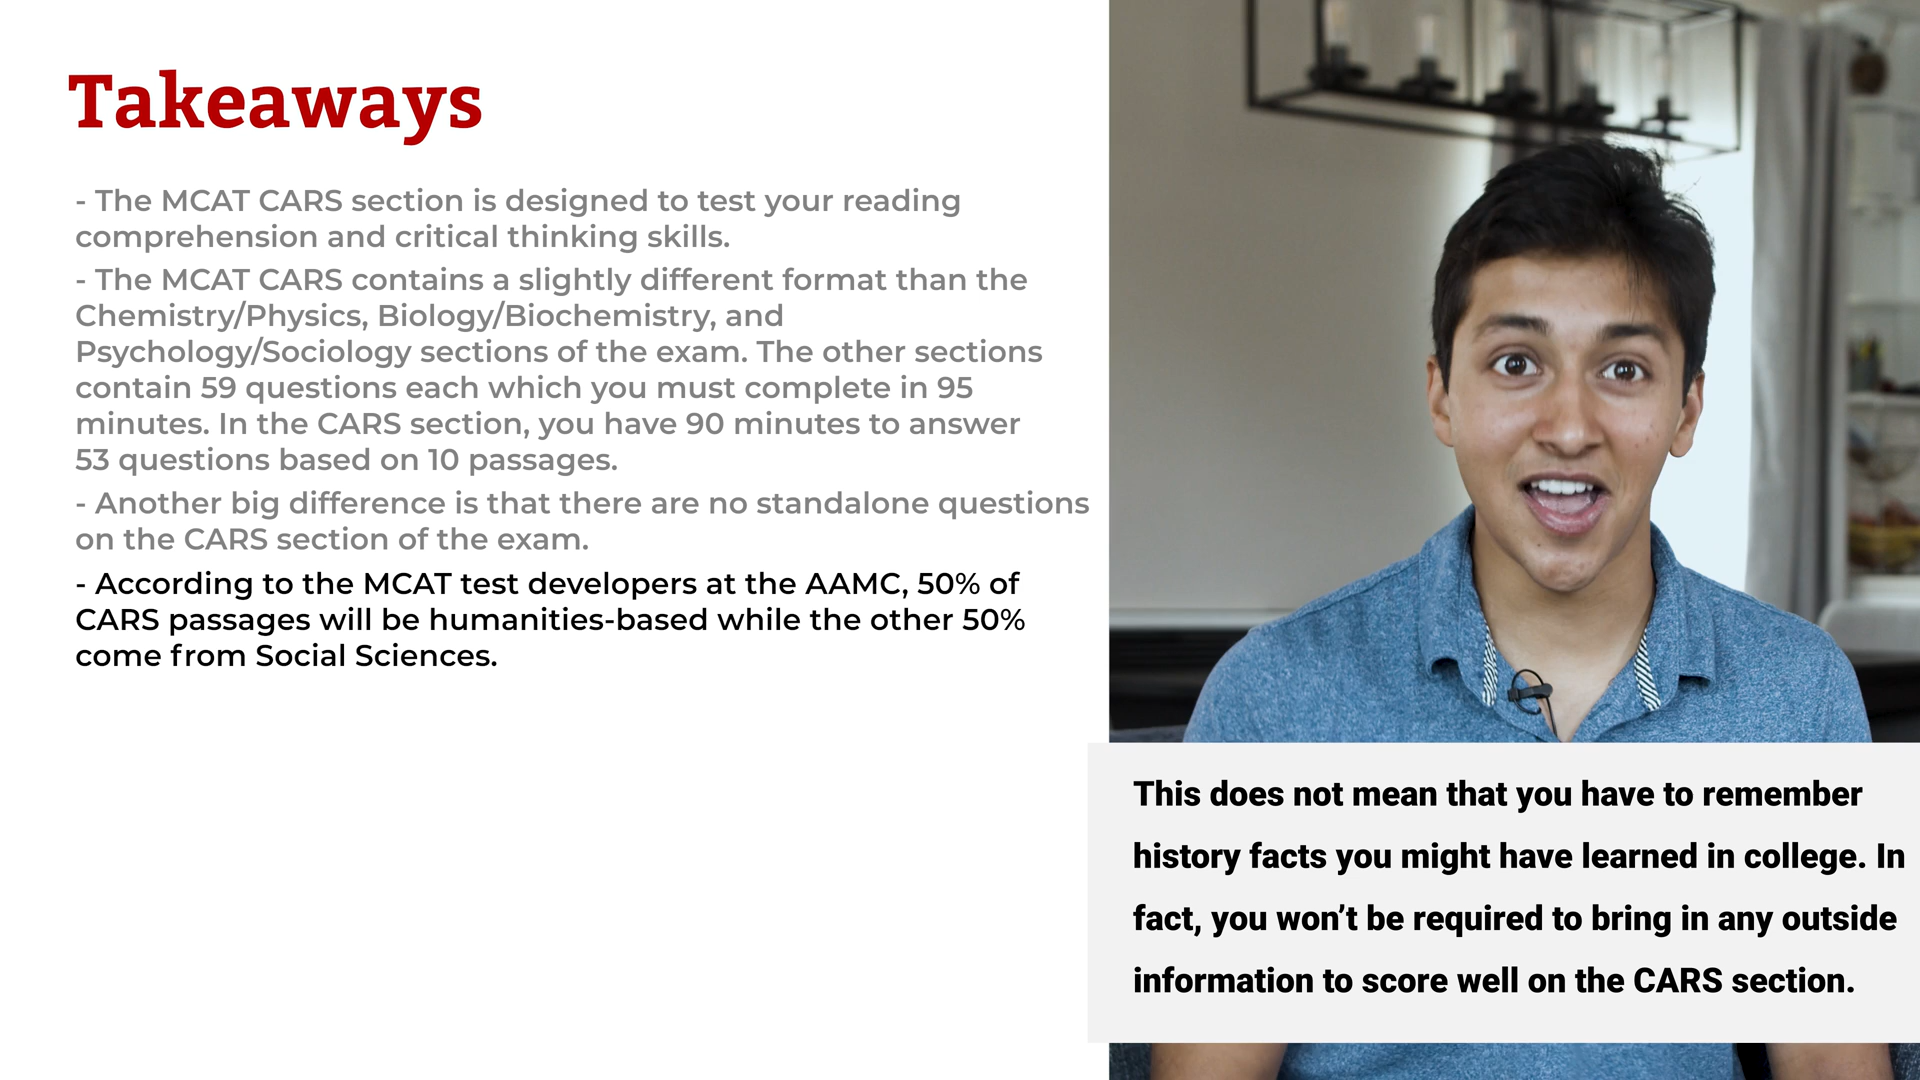 Takeaways
- The MCAT CARS section is designed to test your reading
comprehension and critical thinking skills.
- The MCAT CARS contains a slightly different format than the
Chemistry/Physics, Biology/Biochemistry, and
Psychology/Sociology sections of the exam. The other sections
contain 59 questions each which you must complete in 95
minutes. In the CARS section, you have 90 minutes to answer
53 questions based on 10 passages.
- Another big difference is that there are no standalone questions
on the CARS section of the exam.
- According to the MCAT test developers at the AAMC, 50% of
CARS passages will be humanities-based while the other 50%
come from Social Sciences.
This does not mean that you have to remember
history facts you might have learned in college. In
fact, you won’t be required to bring in any outside
information to score well on the CARS section.